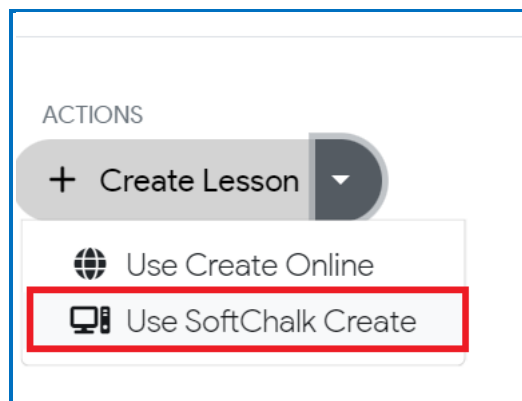 ACTIONS
+ Create Lesson
Use Create Online
Use SoftChalk Create